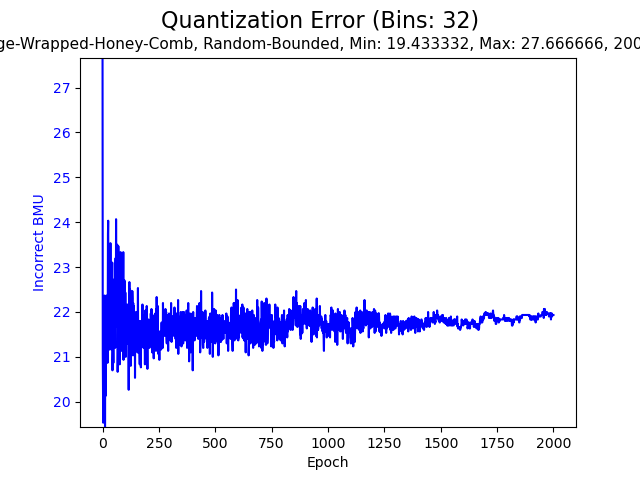 Quantization Error (Bins: 32)
ge-Wrapped-Honey-Comb, Random-Bounded, Min: 19.433332, Max: 27.666666, 200
27
26
25
24
23
22
21
20
Incorrect BMU
0 250 500 750 1000 1250 1500 1750 2000
Epoch